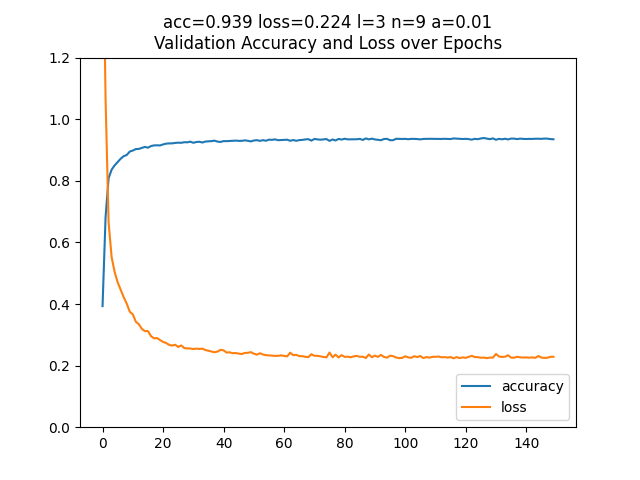 acc=0.939 loss=0.224 l=3 n=9 a=0.01
Validation Accuracy and Loss over Epochs
1.2
1.0
0.8
0.6
0.4
0.2
0.0
accuracy
loss
0 20 40 60 80 100 120 140